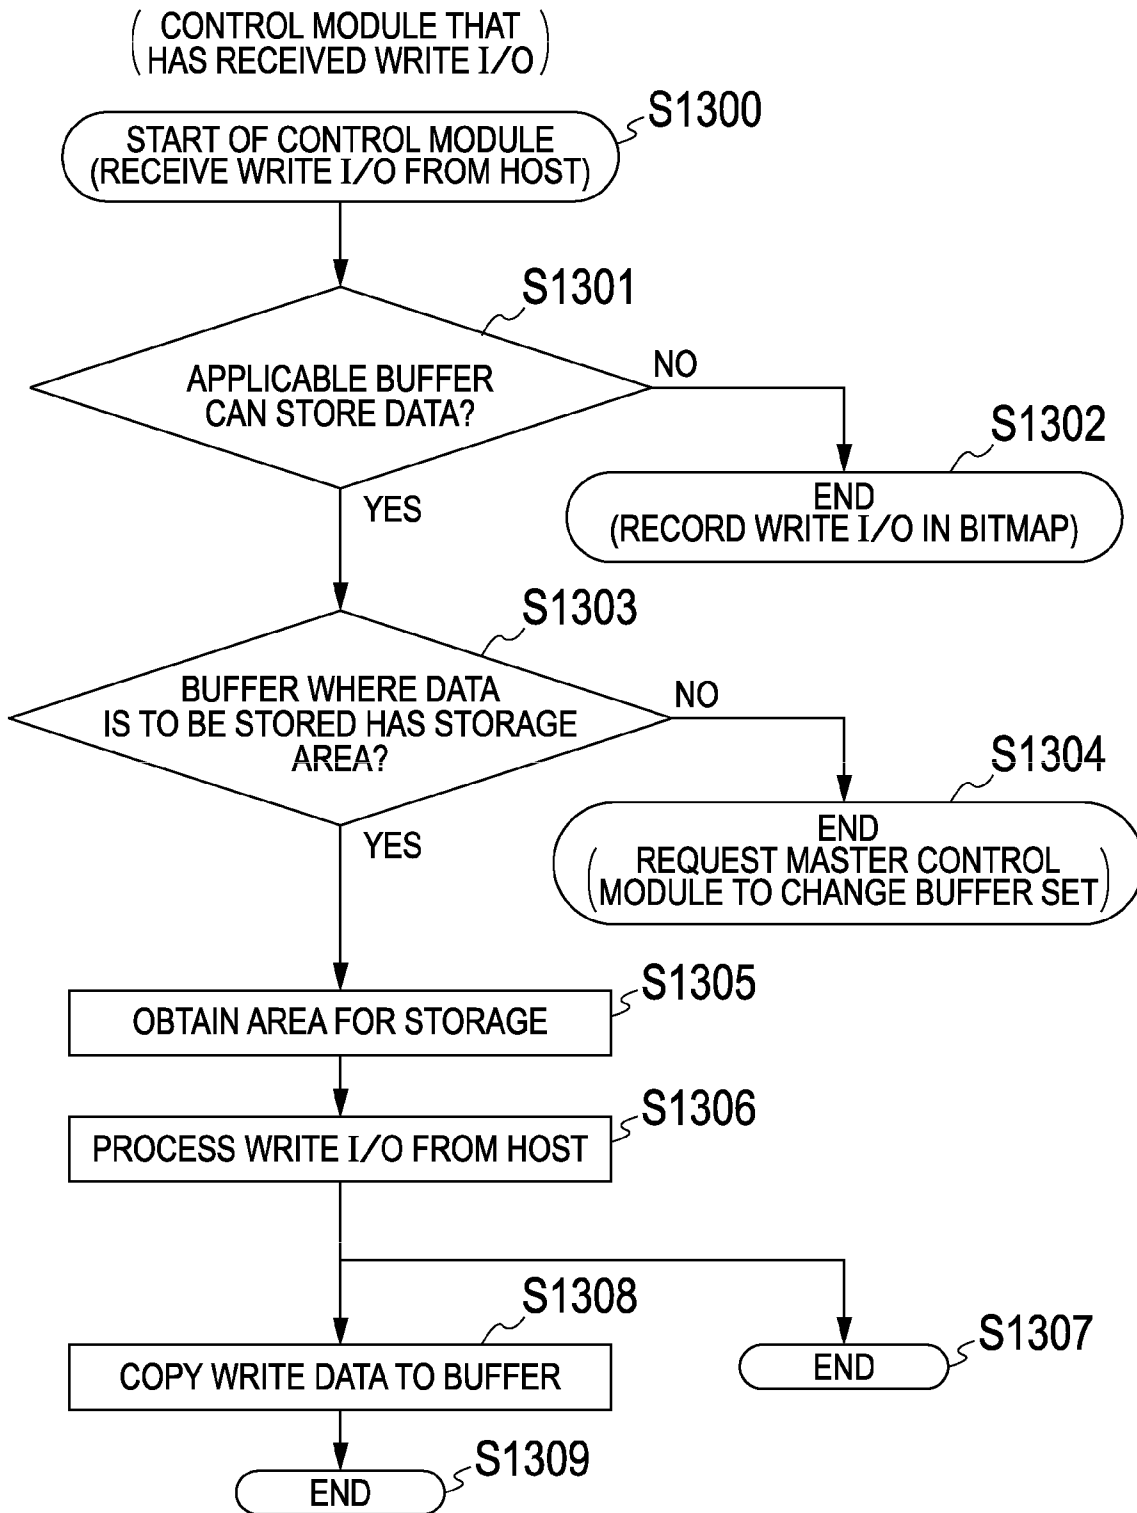 CONTROL MODULE THAT
HAS RECEIVED WRITE I/O
S1300
START OF CONTROL MODULE
(RECEIVE WRITE I/O FROM HOST)
S1301
APPLICABLE BUFFER
CAN STORE DATA?
NO
YES
S1302
END
(RECORD WRITE I/O IN BITMAP)
S1303
BUFFER WHERE DATA
IS TO BE STORED HAS STORAGE
AREA?
NO
YES
S1304
END
REQUEST MASTER CONTROL
MODULE TO CHANGE BUFFER SET
S1305
OBTAIN AREA FOR STORAGE
S1306
PROCESS WRITE I/O FROM HOST
S1308
COPY WRITE DATA TO BUFFER
S1307
END
S1309
END